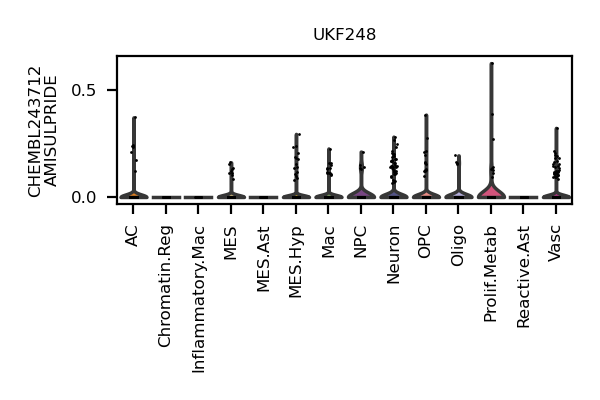 UKF248
CHEMBL243712
AMISULPRIDE
0.5
0.0
AC
Chromatin.Reg
Inflammatory.Mac
MES
MES.Ast
MES.Hyp
Mac
NPC
Neuron
OPC
Oligo
Prolif.Metab
Reactive.Ast
Vasc